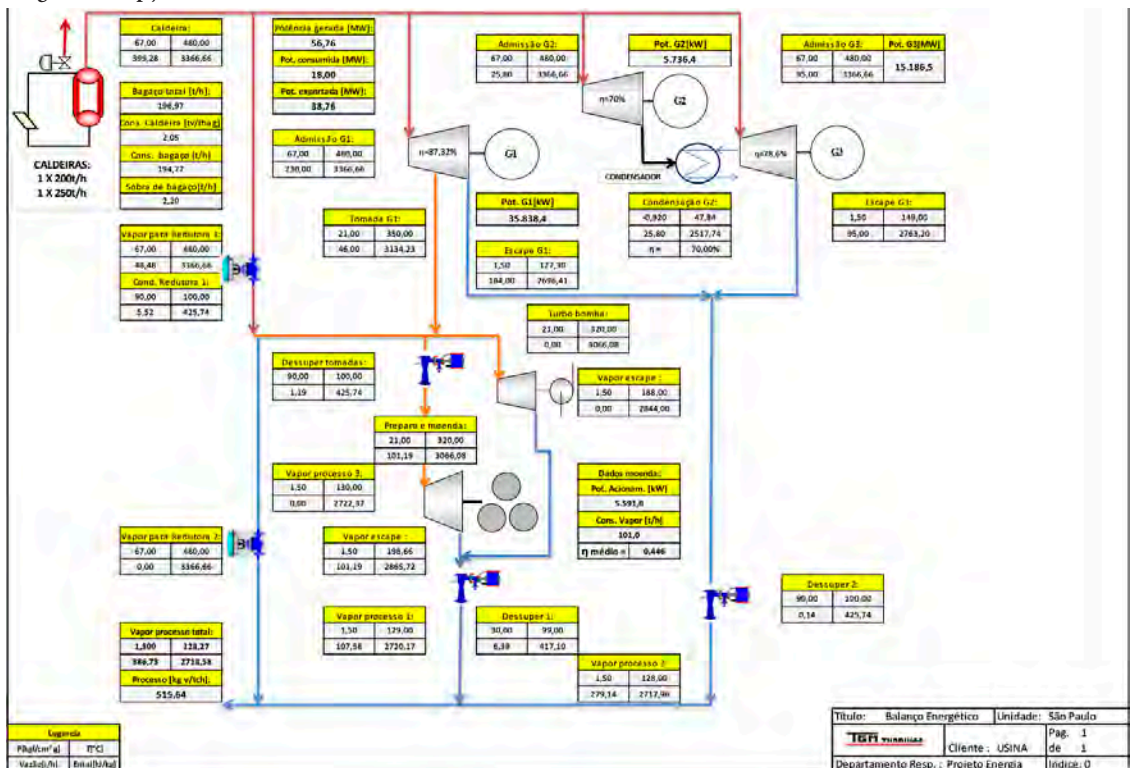 Caldeira:
67,00 480,00
399,28 3366,66
Bagaço total [t/h]
196,97
Cons. Caldeira [tv/tbag]
2,05
Cons. bagaço [t/h]
194,77
Sobra de bagaço[t/h]
2,20
CALDEIRAS:
1 X 200t/h
1 X 250t/h
Potência gerada [MW]:
56,76
Pot. consumida [MW]:
18,00
Pot. exportada [MW]:
38,76
Admissão G1:
67,00 480,00
230,00 3366,66
Admissão G2:
67,00 480,00
25,80 3366,66
Pot. G2[kW]
5.736,4
Admissão G3:
67,00 480,00
95,00 3366,66
Pot. G3[MW]
15.186,5
η=70%
G2
η=87,32%
G1
η=78,6%
G3
CONDENSADOR
Tomada G1:
21,00 350,00
46,00 3134,23
Pot. G1[kW]
35.838,4
Condensação G2:
-0,920 47,84
25,80 2517,74
η = 70,00%
Escape G3:
1,50 149,00
95,00 2763,20
Escape G1:
1,50 127,30
184,00 2696,41
Vapor para Redutora 1:
67,00 480,00
48,48 3366,66
Cond. Redutora 1:
90,00 100,00
5,52 425,74
Turbo bomba:
21,00 320,00
0,00 3066,08
Dessuper tomadas:
90,00 100,00
1,19 425,74
Vapor escape :
1,50 188,00
0,00 2844,00
Preparo e moenda:
21,00 320,00
101,19 3066,08
Vapor processo 3:
1,50 130,00
0,00 2722,37
Dados moenda:
Pot. Acionam. [kW]
Cons. Vapor [t/h]
101,0
η médio = 0,446
Vapor para Redutora 2:
67,00 480,00
0,00 3366,66
Vapor escape:
1,50 198,66
101,19 2865,72
Dessuper 2:
90,00 100,00
0,14 425,74
Vapor processo 1:
1,50 129,00
107,58 2720,17
Dessuper 1:
30,00 99,00
6,39 417,10
Vapor processo total:
1,500 128,27
386,73 2718,58
Processo [kg v/tch]:
515,64
Vapor processo 2:
1,50 128,00
279,14 2717,96
Legenda
P[kgf/cm² a] T[°C]
Vazão[t/h] Ental[kJ/kg]
Título: Balanço Energético Unidade: São Paulo
TGM TURBINAS Cliente : USINA Pag. 1
de 1
Departamento Resp. : Projeto Energia Índice: 0